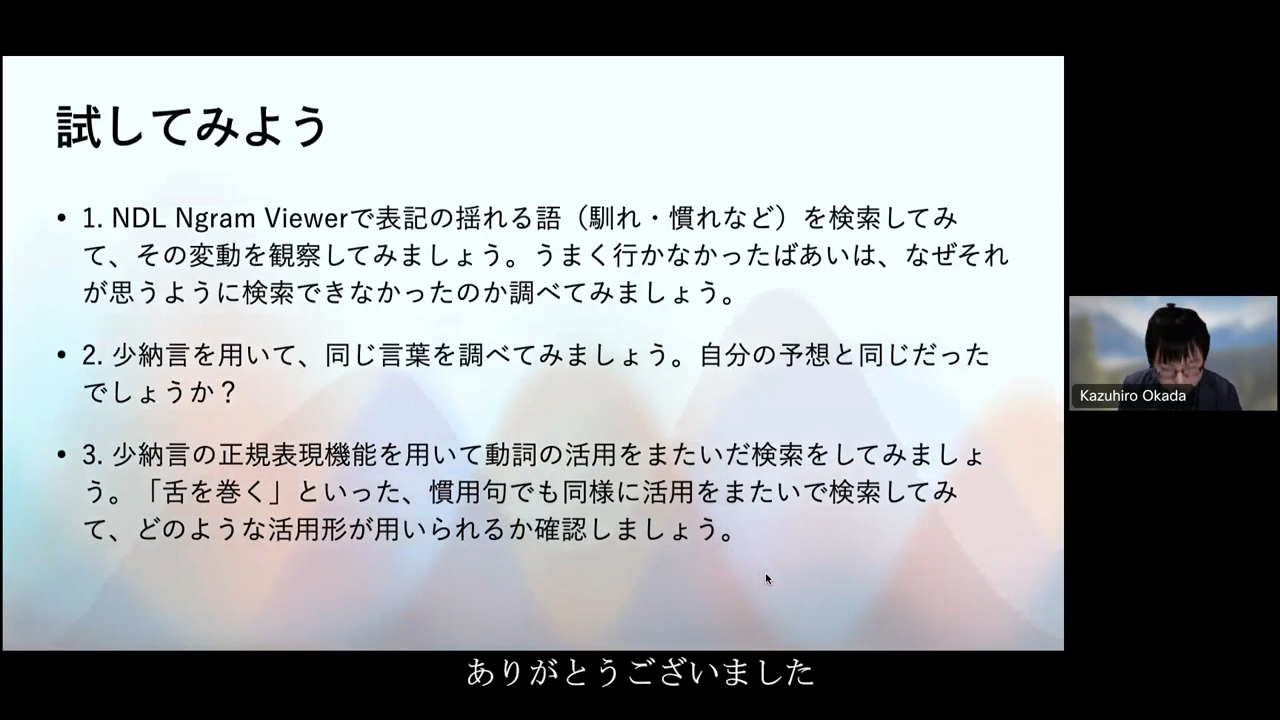 試してみよう
• 1. NDL Ngram Viewerで表記の揺れる語（馴れ・慣れなど）を検索してみ
て、その変動を観察してみましょう。うまく行かなかったばあいは、なぜそれ
が思うように検索できなかったのか調べてみましょう。
• 2. 少納言を用いて、同じ言葉を調べてみましょう。自分の予想と同じだった
でしょうか？
• 3. 少納言の正規表現機能を用いて動詞の活用をまたいだ検索をしてみましょ
う。「舌を巻く」といった、慣用句でも同様に活用をまたいで検索してみ
て、どのような活用形が用いられるか確認しましょう。
Kazuhiro Okada
ありがとうございました